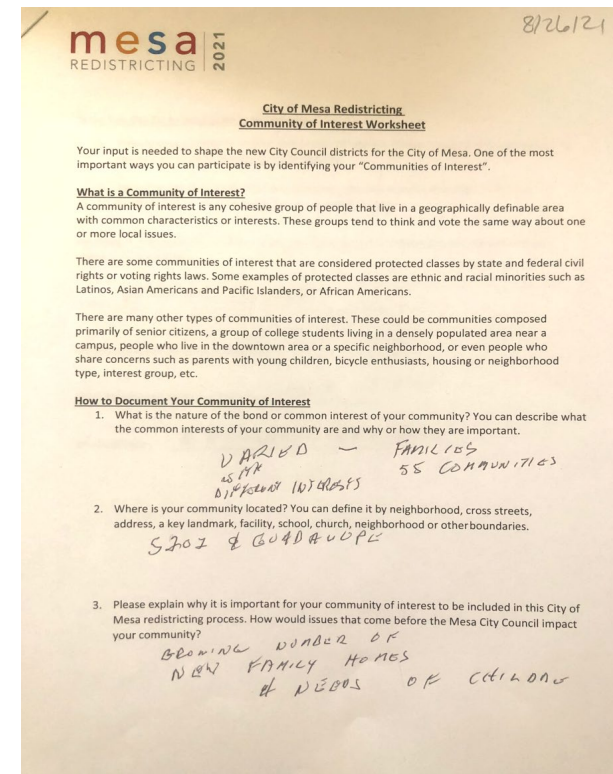 8/26/21
mesa
REDISTRICTING
2021
City of Mesa Redistricting
Community of Interest Worksheet
Your input is needed to shape the new City Council districts for the City of Mesa. One of the most
important ways you can participate is by identifying your "Communities of Interest".
What is a Community of Interest?
A community of interest is any cohesive group of people that live in a geographically definable area
with common characteristics or interests. These groups tend to think and vote the same way about one
or more local issues.
There are some communities of interest that are considered protected classes by state and federal civil
rights or voting rights laws. Some examples of protected classes are ethnic and racial minorities such as
Latinos, Asian Americans and Pacific Islanders, or African Americans.
There are many other types of communities of interest. These could be communities composed
primarily of senior citizens, a group of college students living in a densely populated area near a
campus, people who live in the downtown area or a specific neighborhood, or even people who
share concerns such as parents with young children, bicycle enthusiasts, housing or neighborhood
type, interest group, etc.
How to Document Your Community of Interest
1. What is the nature of the bond or common interest of your community? You can describe what
the common interests of your community are and why or how they are important.
VARIED — FAMILIES
55 COMMUNITIES
DIFFERENT INTERESTS
2. Where is your community located? You can define it by neighborhood, cross streets,
address, a key landmark, facility, school, church, neighborhood or other boundaries.
& GUADALUPE
3. Please explain why it is important for your community of interest to be included in this City of
Mesa redistricting process. How would issues that come before the Mesa City Council impact
your community?
GROWING NUMBER OF
NEW FAMILY HOMES
& NEEDS OF